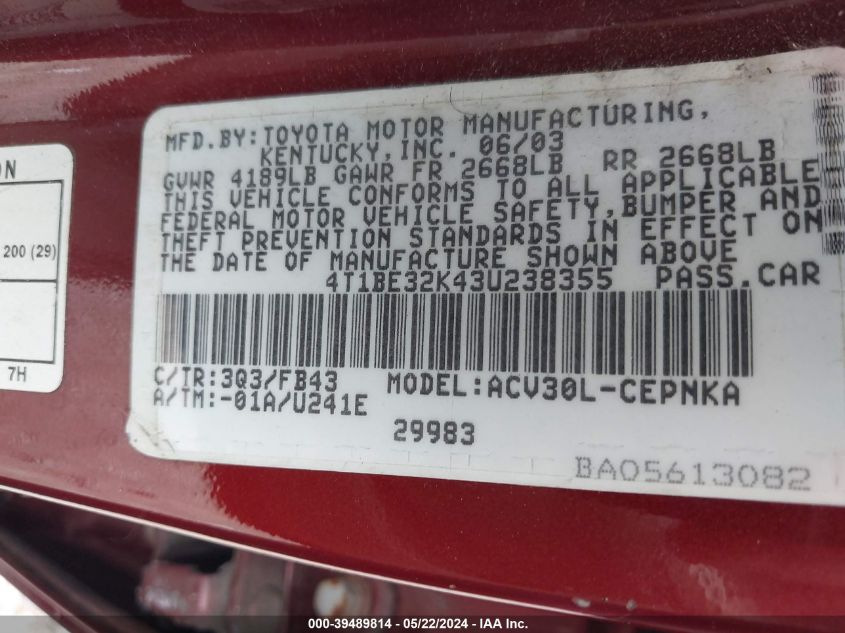 ON
200 (29)
7H
MFD.BY:TOYOTA MOTOR MANUFACTURING,
KENTUCKY,INC. 06/03
GVWR 4189LB GAWR FR 2668LB RR 2668LB
THIS VEHICLE CONFORMS TO ALL APPLICABLE
FEDERAL MOTOR VEHICLE SAFETY,BUMPER AND
THEFT PREVENTION STANDARDS IN EFFECT ON
THE DATE OF MANUFACTURE SHOWN ABOVE
4T1BE32K43U238355 PASS.CAR
C/TR:3Q3/FB43 MODEL:ACV30L-CEPNKA
A/TM:-01A/U241E
29983
BA05613082
000-39489814 - 05/22/2024 - COPYRIGHT IAA, LLC.